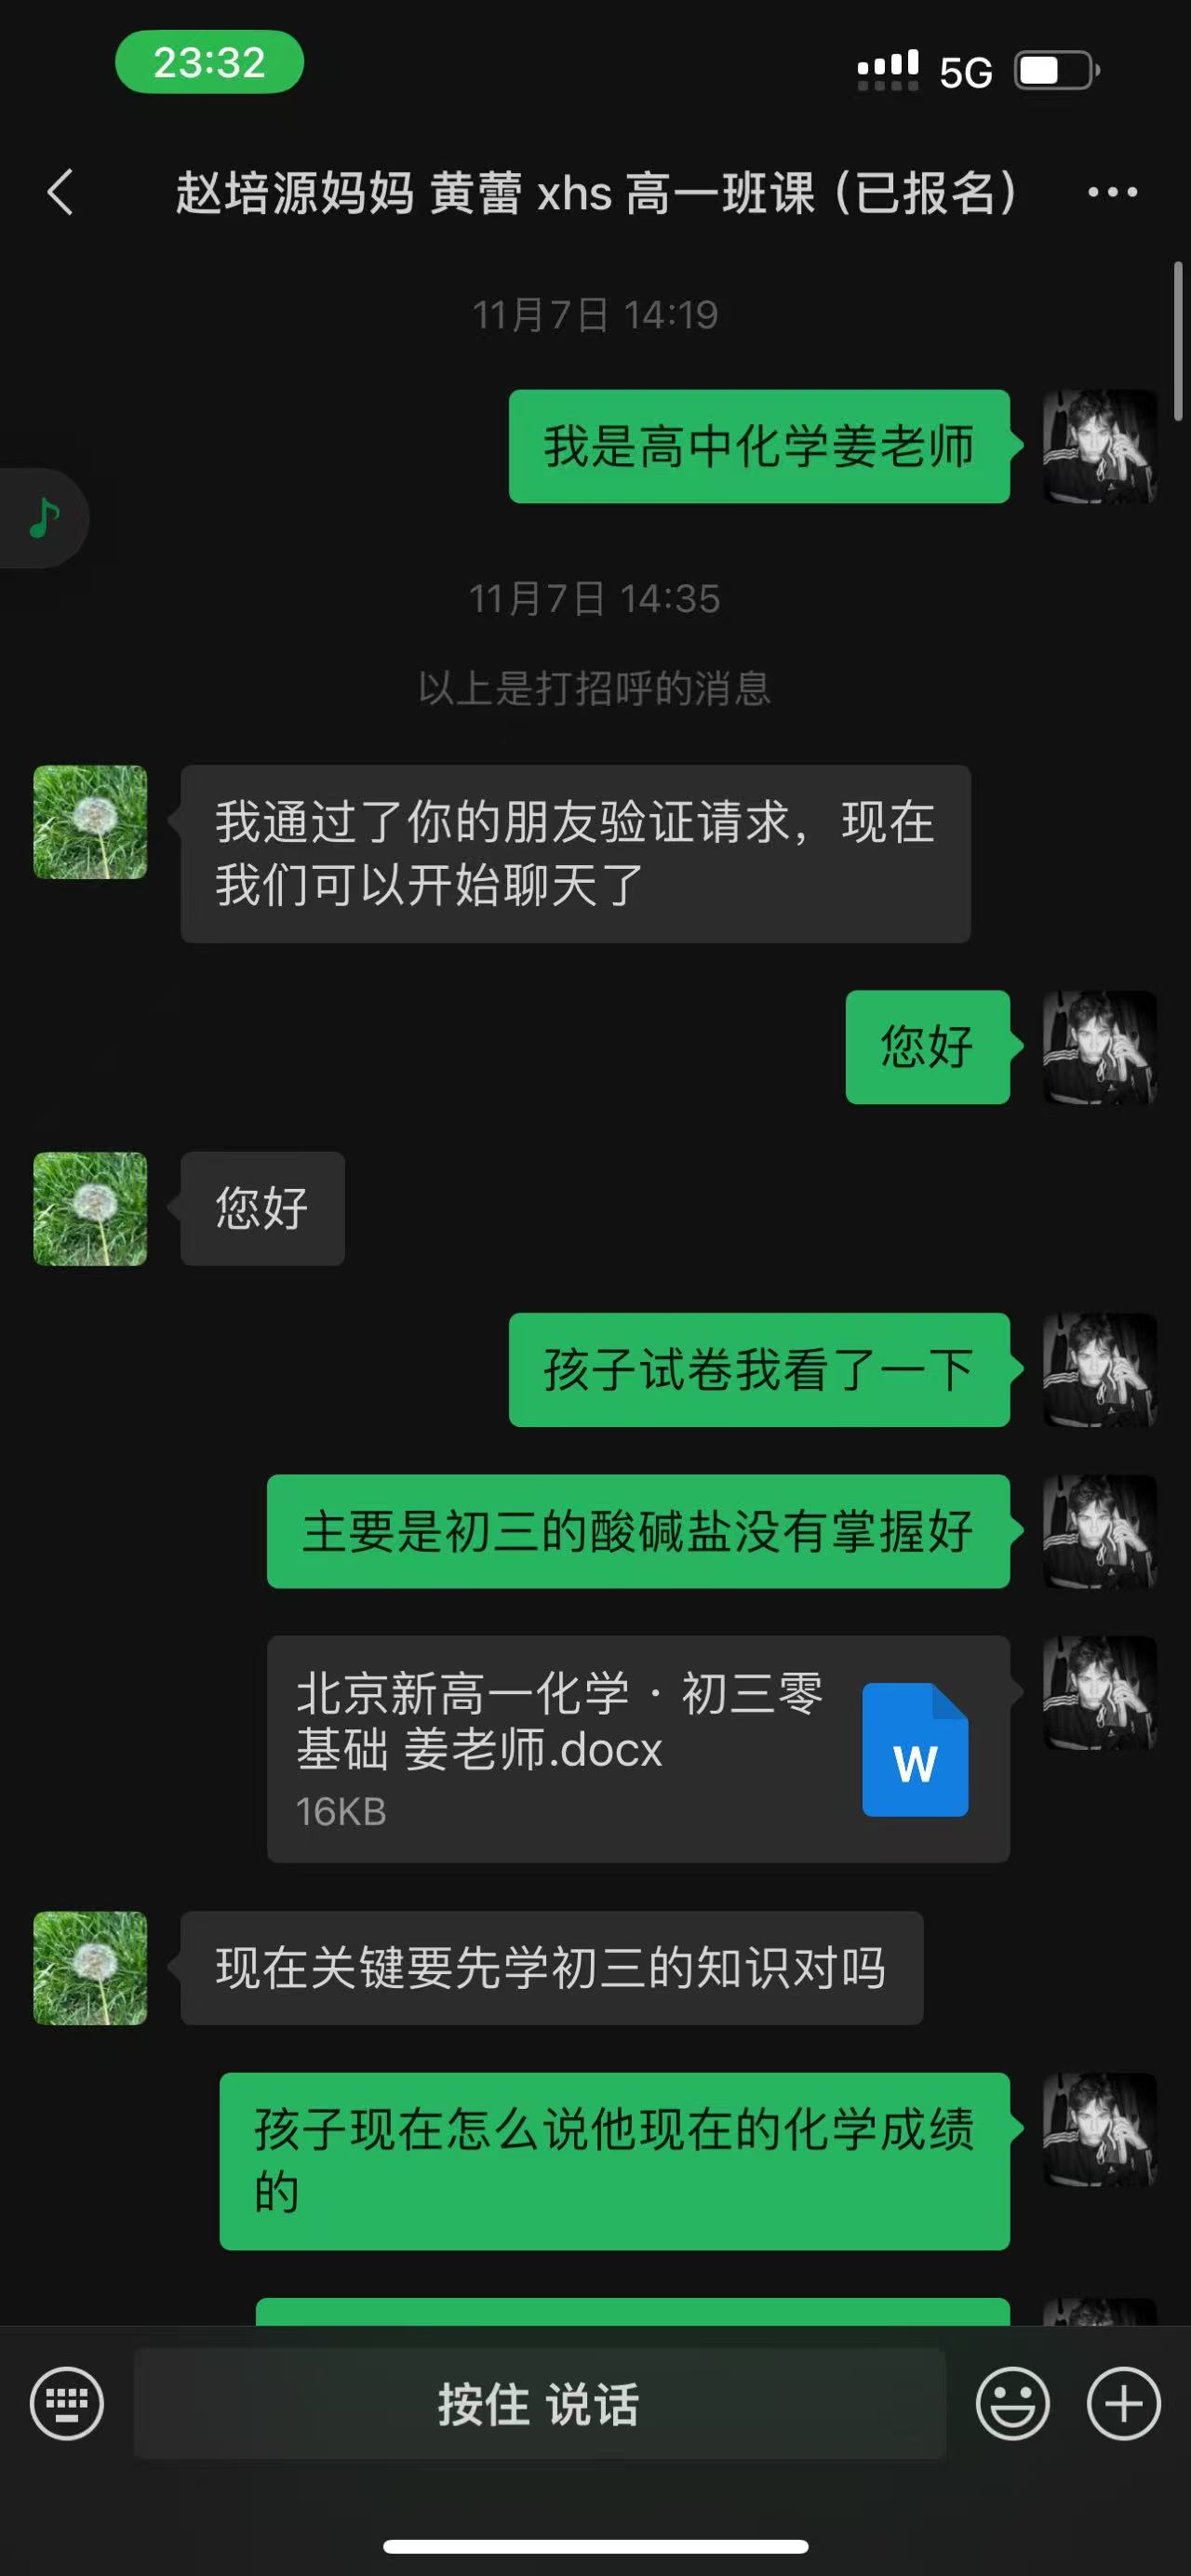 23:32
5G
赵培源妈妈 黄蕾 xhs 高一班课（已报名）
11月7日 14:19
我是高中化学姜老师
11月7日 14:35
以上是打招呼的消息
我通过了你的朋友验证请求，现在
我们可以开始聊天了
您好
您好
孩子试卷我看了一下
主要是初三的酸碱盐没有掌握好
北京新高一化学 · 初三零
基础 姜老师.docx
W
16KB
现在关键要先学初三的知识对吗
孩子现在怎么说他现在的化学成绩
的
按住 说话